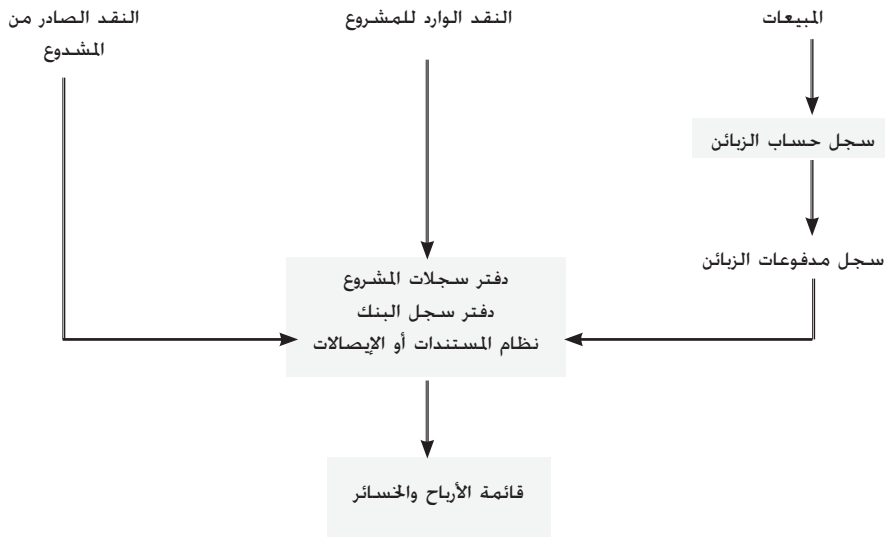 المبيعات
سجل حساب الزبائن
سجل مدفوعات الزبائن
النقد الوارد للمشروع
النقد الصادر من
المشدوع
دفتر سجلات المشروع
دفتر سجل البنك
نظام المستندات أو الإيصالات
قائمة الأرباح والخسائر